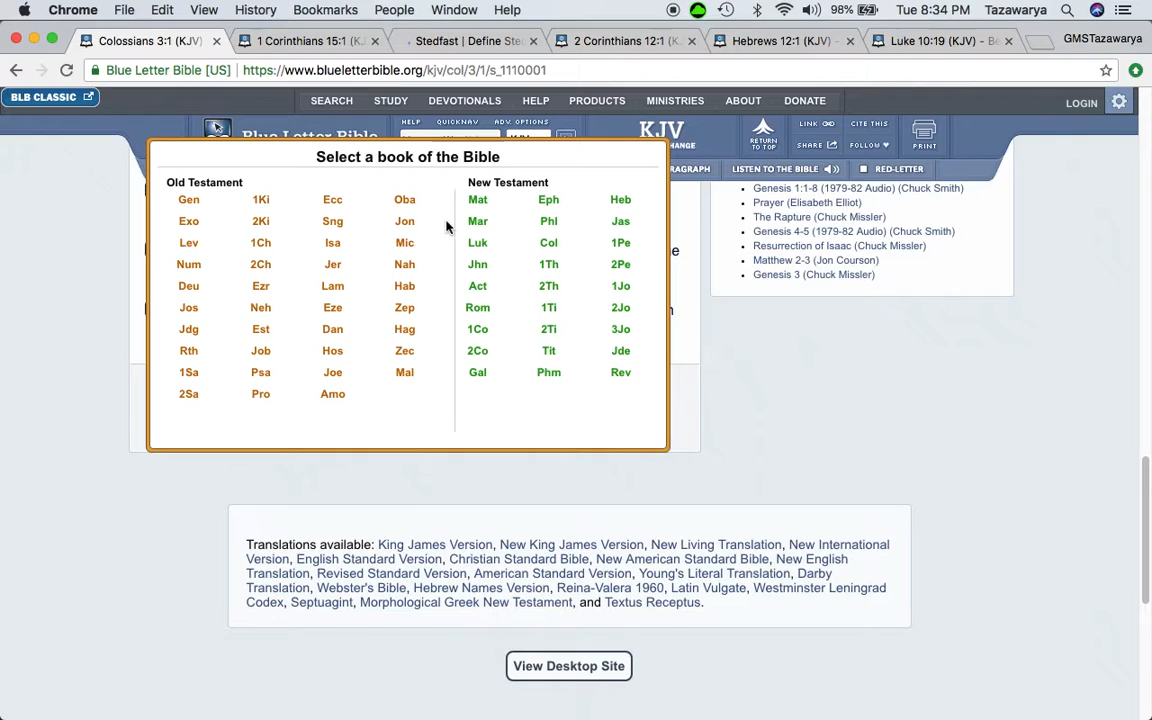 Chrome File Edit View History Bookmarks People Window Help 98% Tue 8:34 PM Tazawarya
Colossians 3:1 (KJV) 1 Corinthians 15:1 (KJV) Stedfast | Define Ste 2 Corinthians 12:1 (KJV) Hebrews 12:1 (KJV) - Luke 10:19 (KJV) - B GMSTazawarya
Blue Letter Bible [US] https://www.blueletterbible.org/kjv/col/3/1/s_1110001
BLB CLASSIC SEARCH STUDY DEVOTIONALS HELP PRODUCTS MINISTRIES ABOUT DONATE LOGIN
HELP QUICKNAV ADV. OPTIONS LINK CITE THIS
Blue Letter Bible KJV CHANGE RETURN TO TOP SHARE FOLLOW PRINT
RAGRAPH LISTEN TO THE BIBLE RED-LETTER
Select a book of the Bible
Old Testament New Testament
Gen 1Ki Ecc Oba Mat Eph Heb
Exo 2Ki Sng Jon Mar Phl Jas
Lev 1Ch Isa Mic Luk Col 1Pe
Num 2Ch Jer Nah Jhn 1Th 2Pe
Deu Ezr Lam Hab Act 2Th 1Jo
Jos Neh Eze Zep Rom 1Ti 2Jo
Jdg Est Dan Hag 1Co 2Ti 3Jo
Rth Job Hos Zec 2Co Tit Jde
1Sa Psa Joe Mal Gal Phm Rev
2Sa Pro Amo
Genesis 1:1-8 (1979-82 Audio) (Chuck Smith)
Prayer (Elisabeth Elliot)
The Rapture (Chuck Missler)
Genesis 4-5 (1979-82 Audio) (Chuck Smith)
Resurrection of Isaac (Chuck Missler)
Matthew 2-3 (Jon Courson)
Genesis 3 (Chuck Missler)
Translations available: King James Version, New King James Version, New Living Translation, New International
Version, English Standard Version, Christian Standard Bible, New American Standard Bible, New English
Translation, Revised Standard Version, American Standard Version, Young's Literal Translation, Darby
Translation, Webster's Bible, Hebrew Names Version, Reina-Valera 1960, Latin Vulgate, Westminster Leningrad
Codex, Septuagint, Morphological Greek New Testament, and Textus Receptus.
View Desktop Site